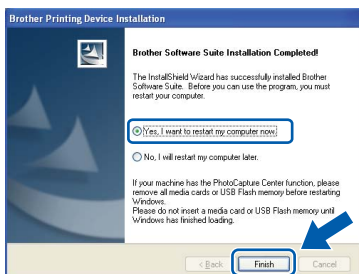 Brother Printing Device Installation
Brother Software Suite Installation Completed!
The InstallShield Wizard has successfully installed Brother
Software Suite. Before you can use the program, you must
restart your computer.
Yes, I want to restart my computer now.
No, I will restart my computer later.
If your machine has the PhotoCapture Center function, please
remove all media cards or USB Flash memory before restarting
Windows.
Please do not insert a media card or USB Flash memory until
Windows has finished loading.
< Back
Finish
Cancel